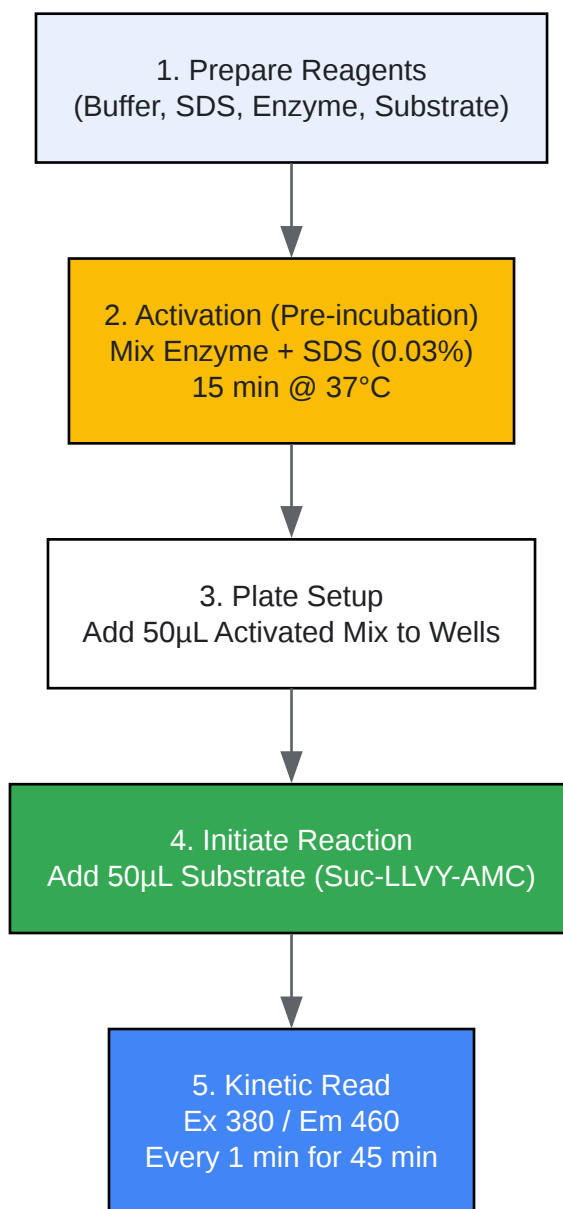 1. Prepare Reagents
(Buffer, SDS, Enzyme, Substrate)
2. Activation (Pre-incubation)
Mix Enzyme + SDS (0.03%)
15 min @ 37°C
3. Plate Setup
Add 50µL Activated Mix to Wells
4. Initiate Reaction
Add 50µL Substrate (Suc-LLVY-AMC)
5. Kinetic Read
Ex 380 / Em 460
Every 1 min for 45 min